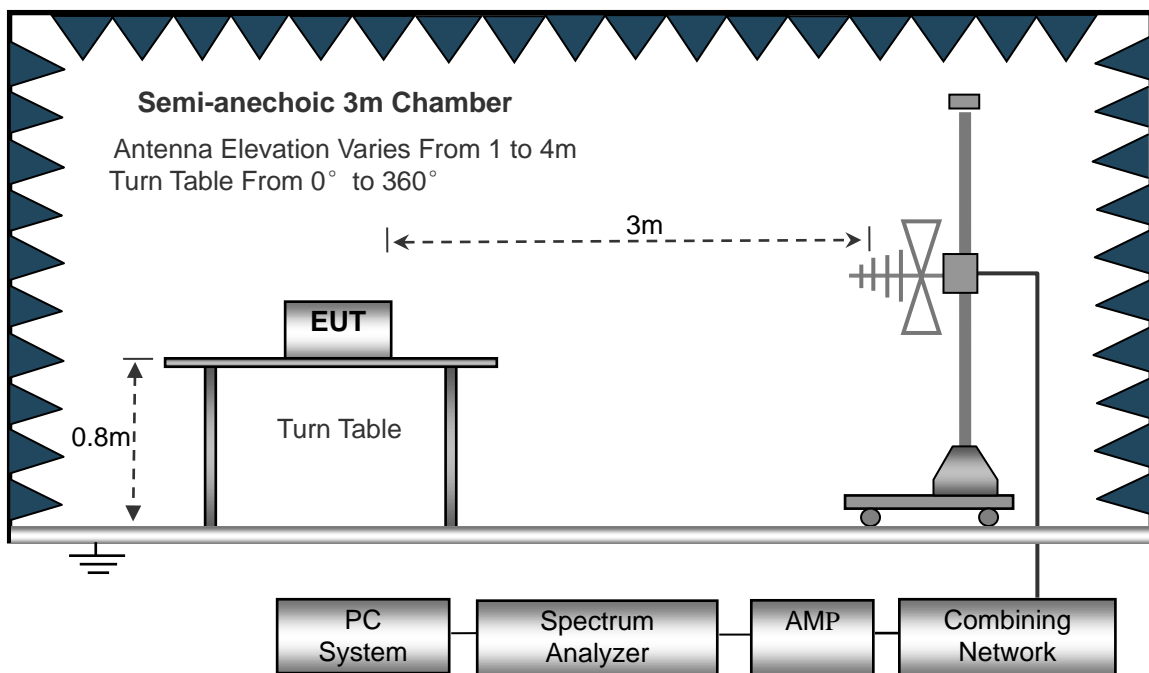 Semi-anechoic 3m Chamber
Antenna Elevation Varies From 1 to 4m
Turn Table From 0° to 360°
3m
EUT
0.8m
Turn Table
PC
System
Spectrum
Analyzer
AMP
Combining
Network